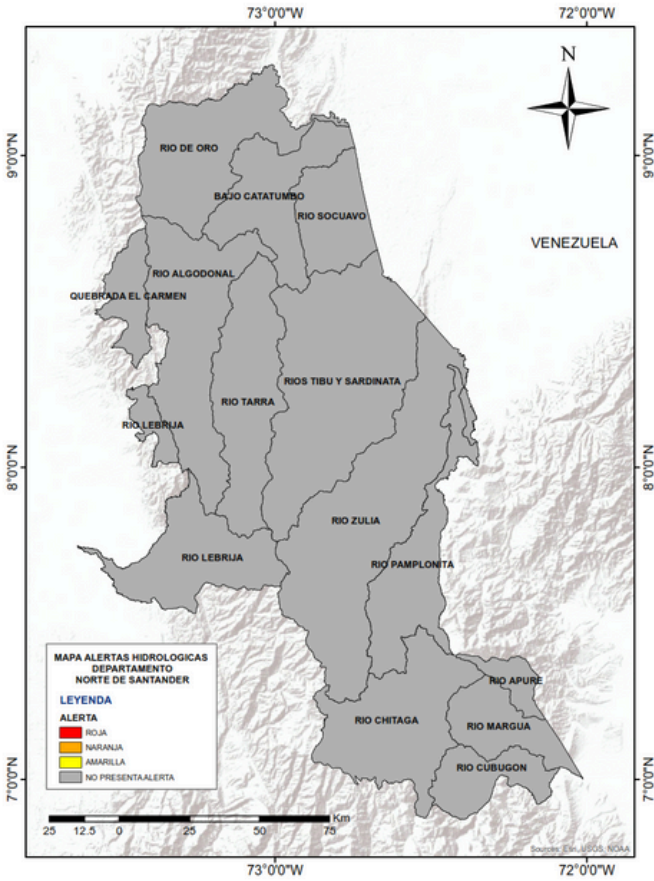 73°0'0"W
72°0'0"W
N
9°0'0"N
9°0'0"N
RIO DE ORO
BAJO CATATUMBO
RIO SOCUAVO
VENEZUELA
RIO ALGODONAL
QUEBRADA EL CARMEN
RIOS TIBU Y SARDINATA
RIO TARRA
RIO LEBRIJA
8°0'0"N
8°0'0"N
RIO ZULIA
RIO LEBRIJA
RIO PAMPLONITA
MAPA ALERTAS HIDROLOGICAS
DEPARTAMENTO
NORTE DE SANTANDER
LEYENDA
ALERTA
ROJA
NARANJA
AMARILLA
NO PRESENTA ALERTA
RIO APURE
RIO CHITAGA
RIO MARGUA
RIO CUBUGON
7°0'0"N
7°0'0"N
Km
25 12.5 0 25 50 75
Sources: Esri, USGS, NOAA
73°0'0"W
72°0'0"W